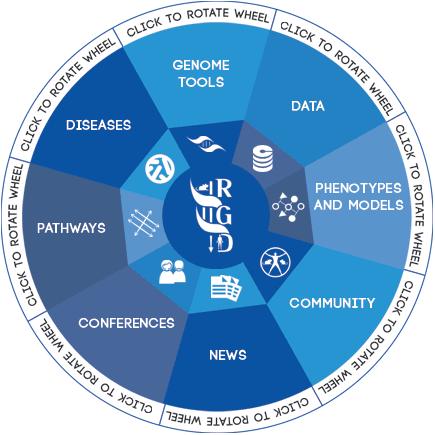 CLICK TO ROTATE WHEEL
CLICK TO ROTATE WHEEL
CLICK TO ROTATE WHEEL
CLICK TO ROTATE WHEEL
CLICK TO ROTATE WHEEL
CLICK TO ROTATE WHEEL
CLICK TO ROTATE WHEEL
CLICK TO ROTATE WHEEL
GENOME
TOOLS
DATA
PHENOTYPES
AND MODELS
COMMUNITY
NEWS
CONFERENCES
PATHWAYS
DISEASES
R
G
D